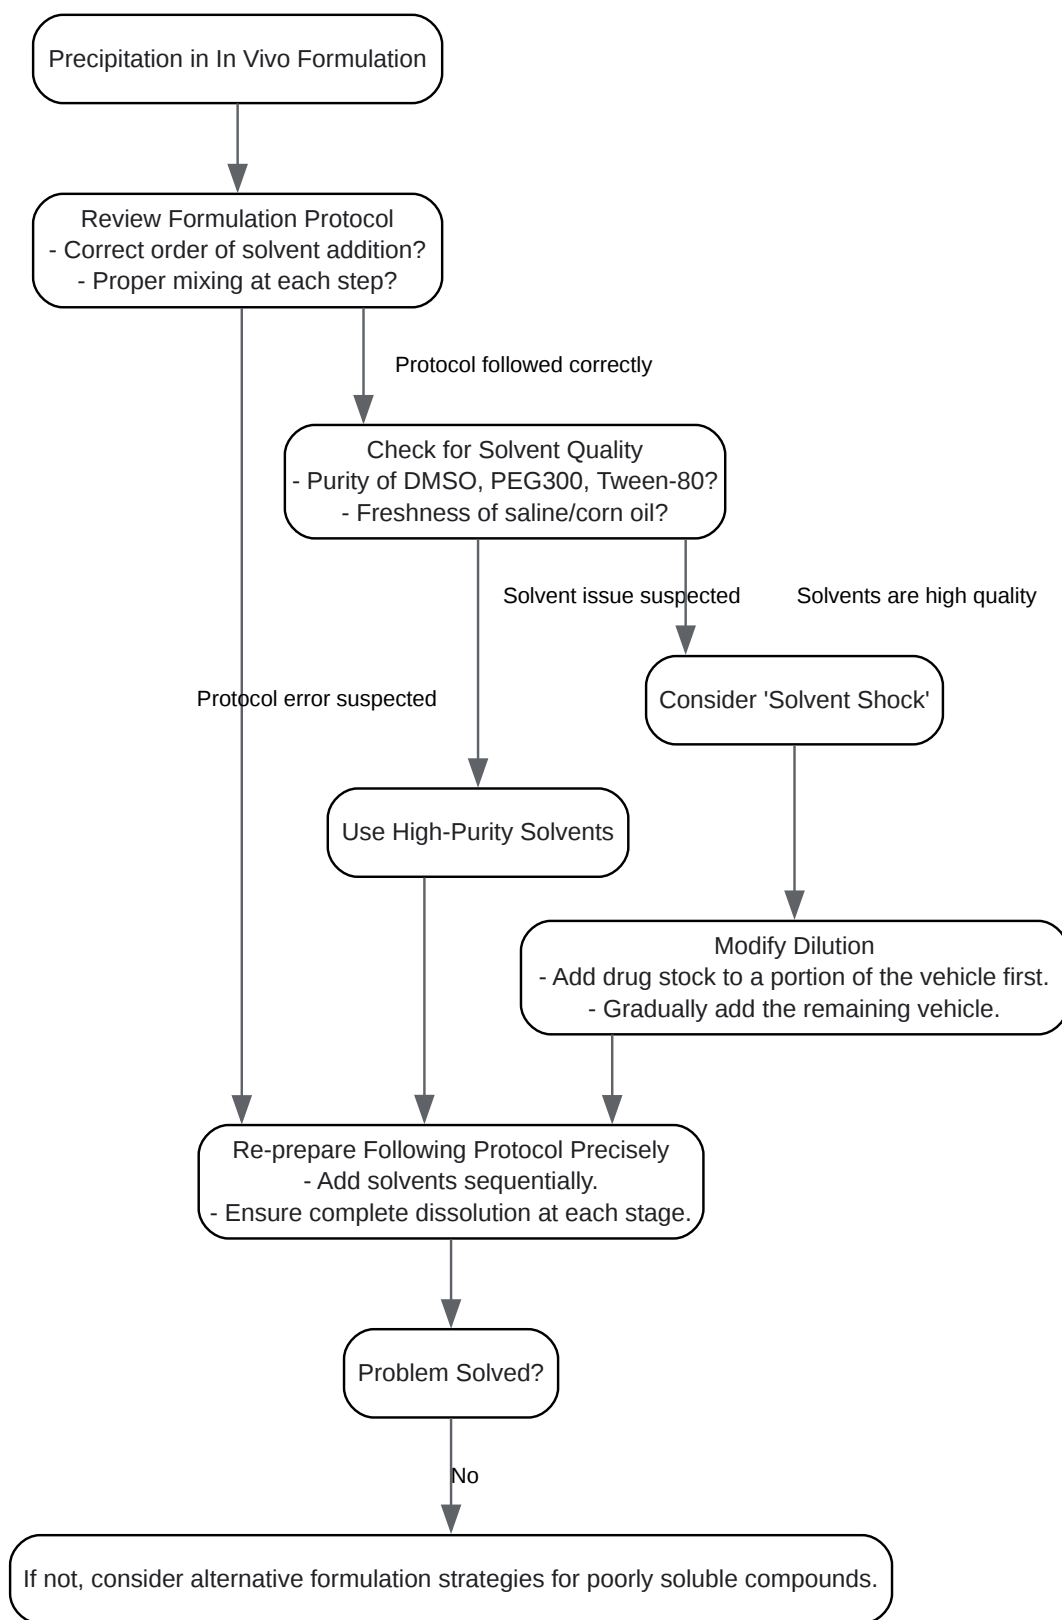 Precipitation in In Vivo Formulation
Review Formulation Protocol
- Correct order of solvent addition?
- Proper mixing at each step?
Protocol followed correctly
Check for Solvent Quality
- Purity of DMSO, PEG300, Tween-80?
- Freshness of saline/corn oil?
Solvent issue suspected
Solvents are high quality
Consider 'Solvent Shock'
Protocol error suspected
Use High-Purity Solvents
Modify Dilution
- Add drug stock to a portion of the vehicle first.
- Gradually add the remaining vehicle.
Re-prepare Following Protocol Precisely
- Add solvents sequentially.
- Ensure complete dissolution at each stage.
Problem Solved?
No
If not, consider alternative formulation strategies for poorly soluble compounds.